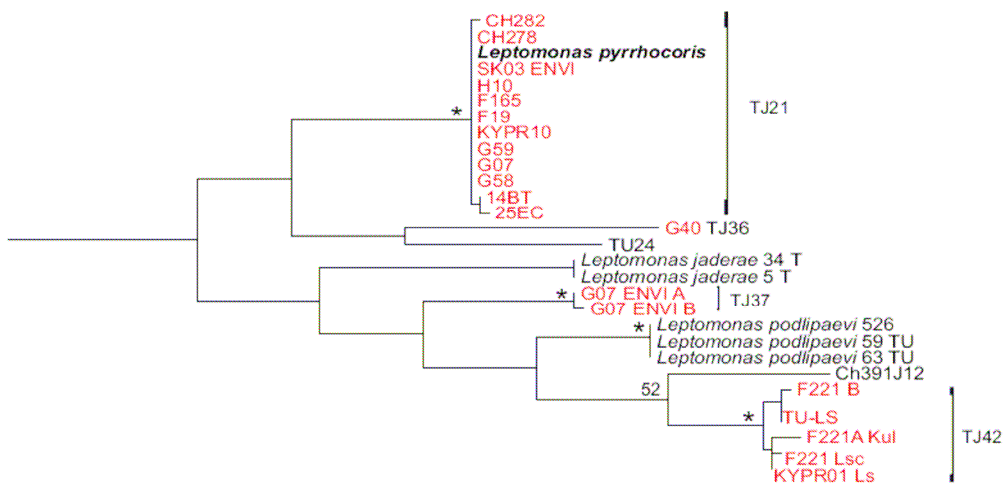 CH282
CH278
Leptomonas pyrrhocoris
SK03 ENVI
H10
F165
* F19
KYPR10
G59
G07
G58
14BT
25EC
TJ21
G40 TJ36
TU24
Leptomonas jaderae 34 T
Leptomonas jaderae 5 T
* G07 ENVI A
G07 ENVI B
TJ37
* Leptomonas podlipaevi 526
Leptomonas podlipaevi 59 TU
Leptomonas podlipaevi 63 TU
Ch391J12
52
F221 B
* TU-LS
F221A Kul
F221 Lsc
KYPR01 Ls
TJ42